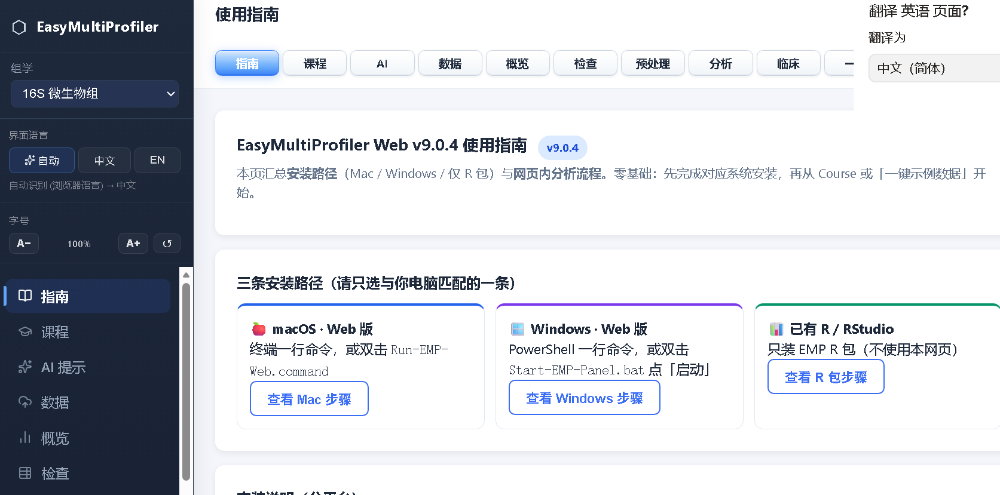 EasyMultiProfiler
组学
16S 微生物组
界面语言
自动
中文
EN
自动识别 (浏览器语言) → 中文
字号
A−
100%
A+
↺
指南
课程
AI 提示
数据
概览
检查
使用指南
指南
课程
AI
数据
概览
检查
预处理
分析
临床
翻译 英语 页面?
翻译为
中文（简体）
EasyMultiProfiler Web v9.0.4 使用指南
v9.0.4
本页汇总安装路径（Mac / Windows / 仅 R 包）与网页内分析流程。零基础：先完成对应系统安装，再从 Course 或「一键示例数据」开
始。
三条安装路径（请只选与你电脑匹配的一条）
macOS · Web 版
终端一行命令，或双击 Run-EMP-
Web.command
查看 Mac 步骤
Windows · Web 版
PowerShell 一行命令，或双击
Start-EMP-Panel.bat 点「启动」
查看 Windows 步骤
已有 R / RStudio
只装 EMP R 包（不使用本网页）
查看 R 包步骤